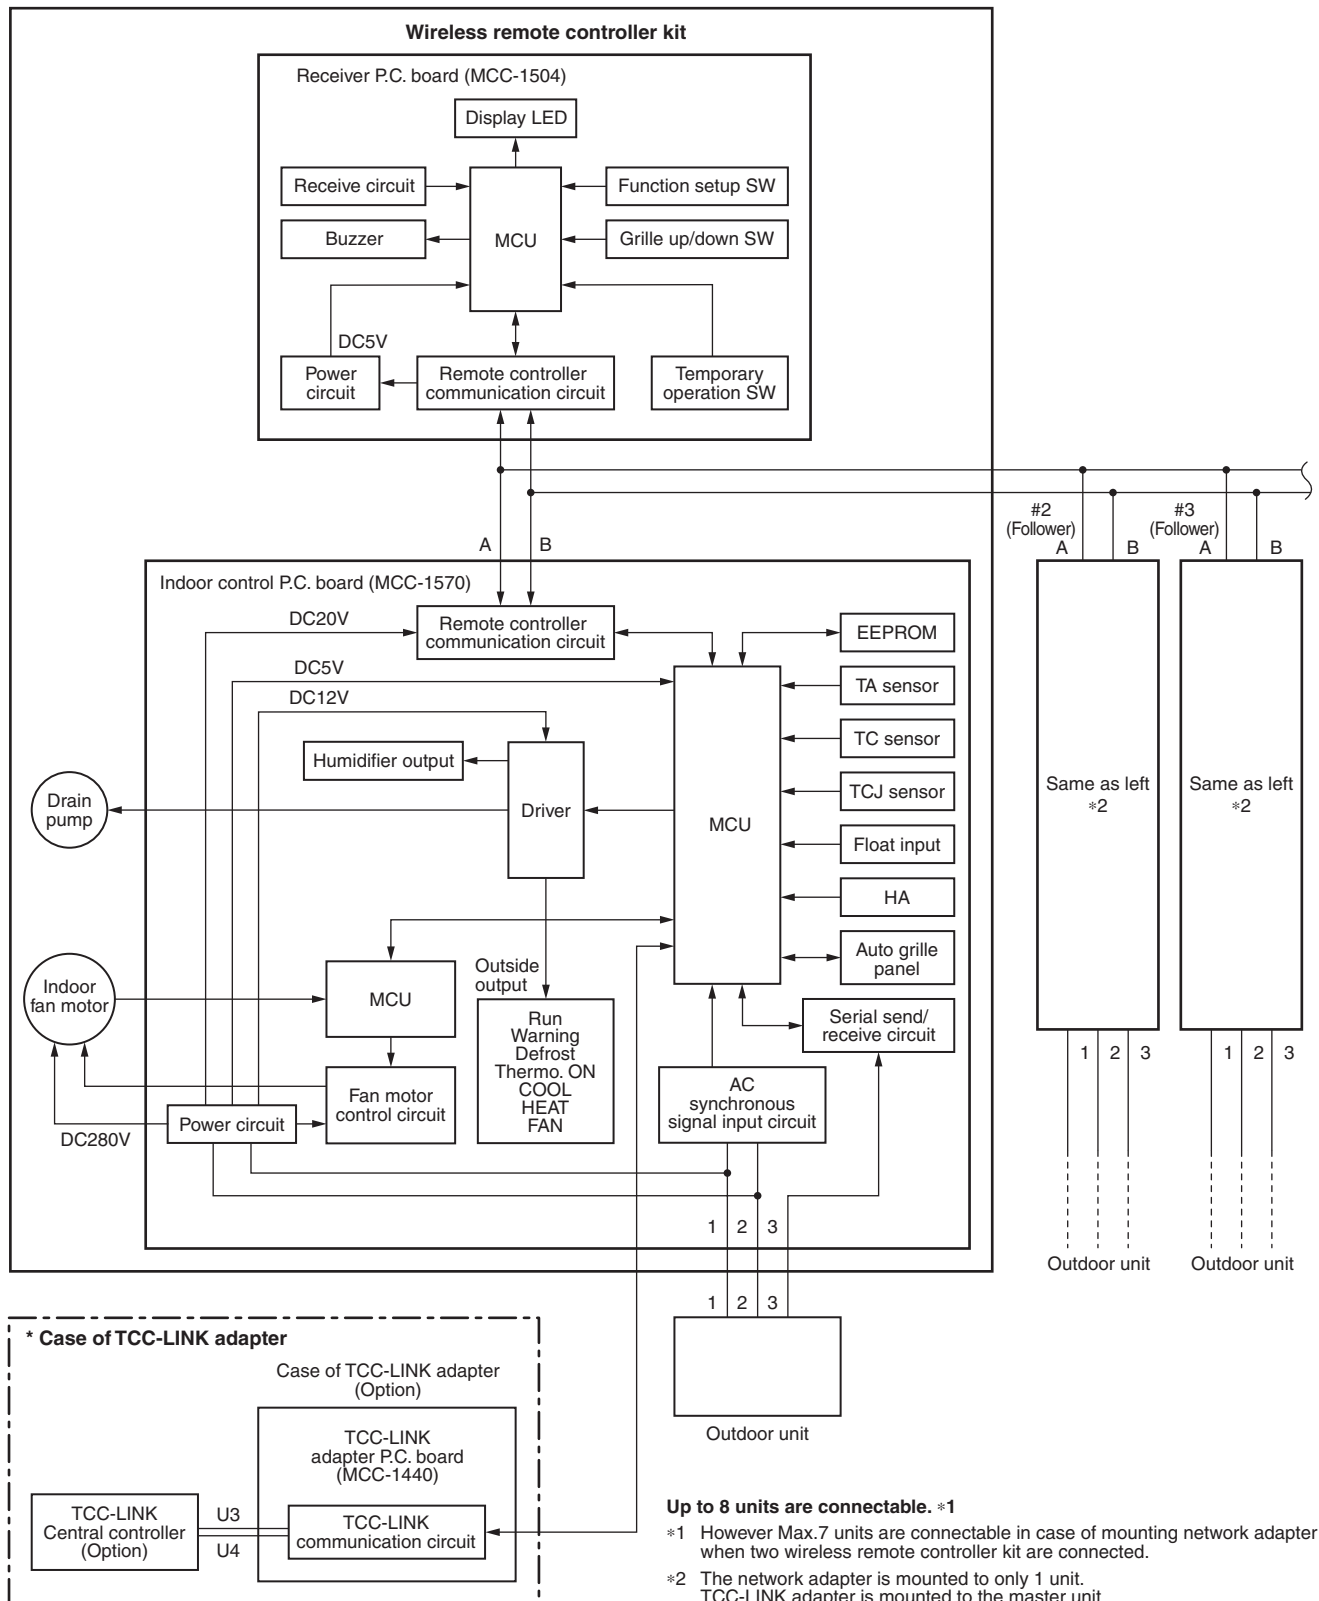 Wireless remote controller kit
Receiver P.C. board (MCC-1504)
Display LED
Receive circuit
Function setup SW
Buzzer
MCU
Grille up/down SW
DC5V
Power
circuit
Remote controller
communication circuit
Temporary
operation SW
#2
(Follower)
A
B
#3
(Follower)
A
B
A
B
Indoor control P.C. board (MCC-1570)
DC20V
Remote controller
communication circuit
EEPROM
DC5V
TA sensor
DC12V
Humidifier output
TC sensor
Drain
pump
Driver
MCU
TCJ sensor
Same as left
*2
Same as left
*2
Float input
HA
Auto grille
panel
Indoor
fan motor
MCU
Outside
output
Run
Warning
Defrost
Thermo. ON
COOL
HEAT
FAN
Serial send/
receive circuit
1 2 3
1 2 3
Fan motor
control circuit
AC
synchronous
signal input circuit
Power circuit
DC280V
1 2 3
Outdoor unit
Outdoor unit
1 2 3
Outdoor unit
* Case of TCC-LINK adapter
Case of TCC-LINK adapter
(Option)
TCC-LINK
adapter P.C. board
(MCC-1440)
TCC-LINK
Central controller
(Option)
U3
U4
TCC-LINK
communication circuit
Up to 8 units are connectable. *1
*1 However Max.7 units are connectable in case of mounting network adapter
when two wireless remote controller kit are connected.
*2 The network adapter is mounted to only 1 unit.
TCC-LINK adapter is mounted to the master unit